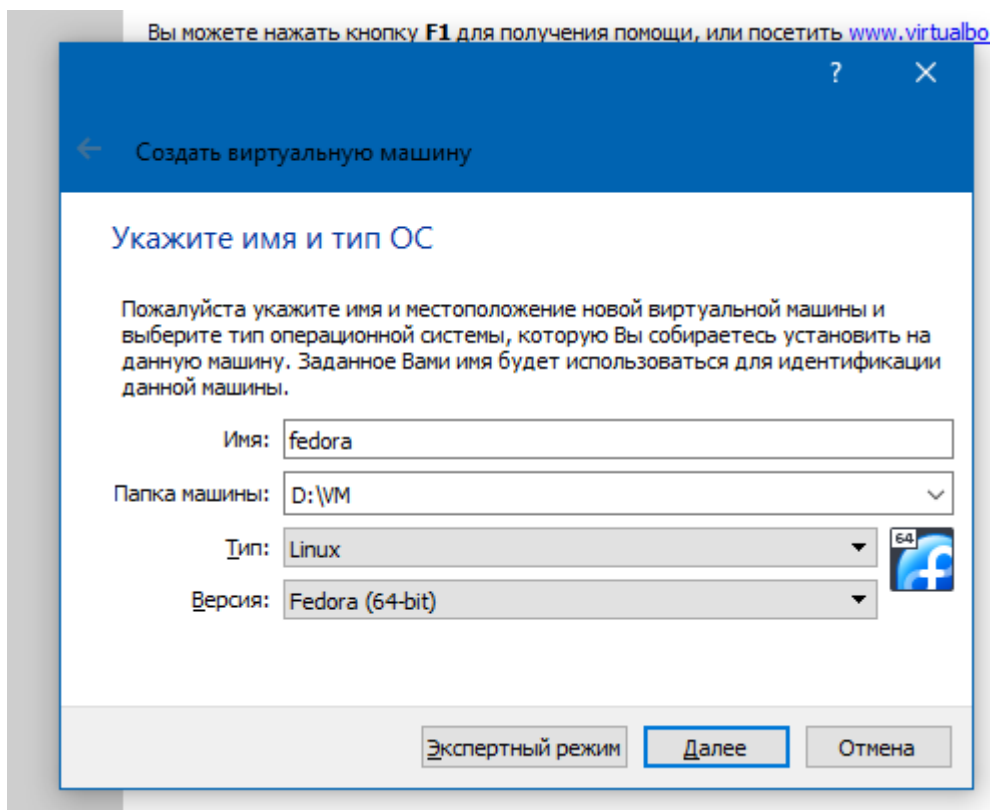 Вы можете нажать кнопку F1 для получения помощи, или посетить www.virtualbo
?
Создать виртуальную машину
Укажите имя и тип ОС
Пожалуйста укажите имя и местоположение новой виртуальной машины и
выберите тип операционной системы, которую Вы собираетесь установить на
данную машину. Заданное Вами имя будет использоваться для идентификации
данной машины.
Имя: fedora
Папка машины: D:\VM
Тип: Linux
64
Версия: Fedora (64-bit)
Экспертный режим Далее Отмена